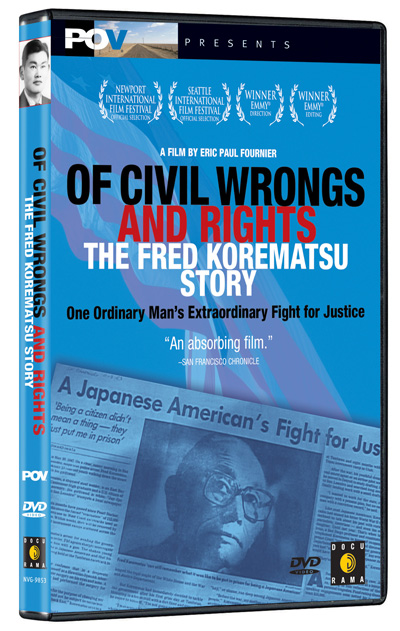 POV
PRESENTS
NEWPORT
INTERNATIONAL
FILM FESTIVAL
OFFICIAL SELECTION
SEATTLE
INTERNATIONAL
FILM FESTIVAL
OFFICIAL SELECTION
WINNER
EMMY®
DIRECTION
WINNER
EMMY®
EDITING
A FILM BY ERIC PAUL FOURNIER
OF CIVIL WRONGS
AND RIGHTS
THE FRED KOREMATSU
STORY
One Ordinary Man's Extraordinary Fight for Justice
"An absorbing film."
–SAN FRANCISCO CHRONICLE
A Japanese American's Fight for Jus
'Being a citizen didn't
mean a thing — they
just put me in prison'
DVD
VIDEO
DOCU
RAMA
OF CIVIL WRONGS AND RIGHTS
THE FRED KOREMATSU STORY
POV
DVD
VIDEO
DOCU
RAMA
NVG-9853